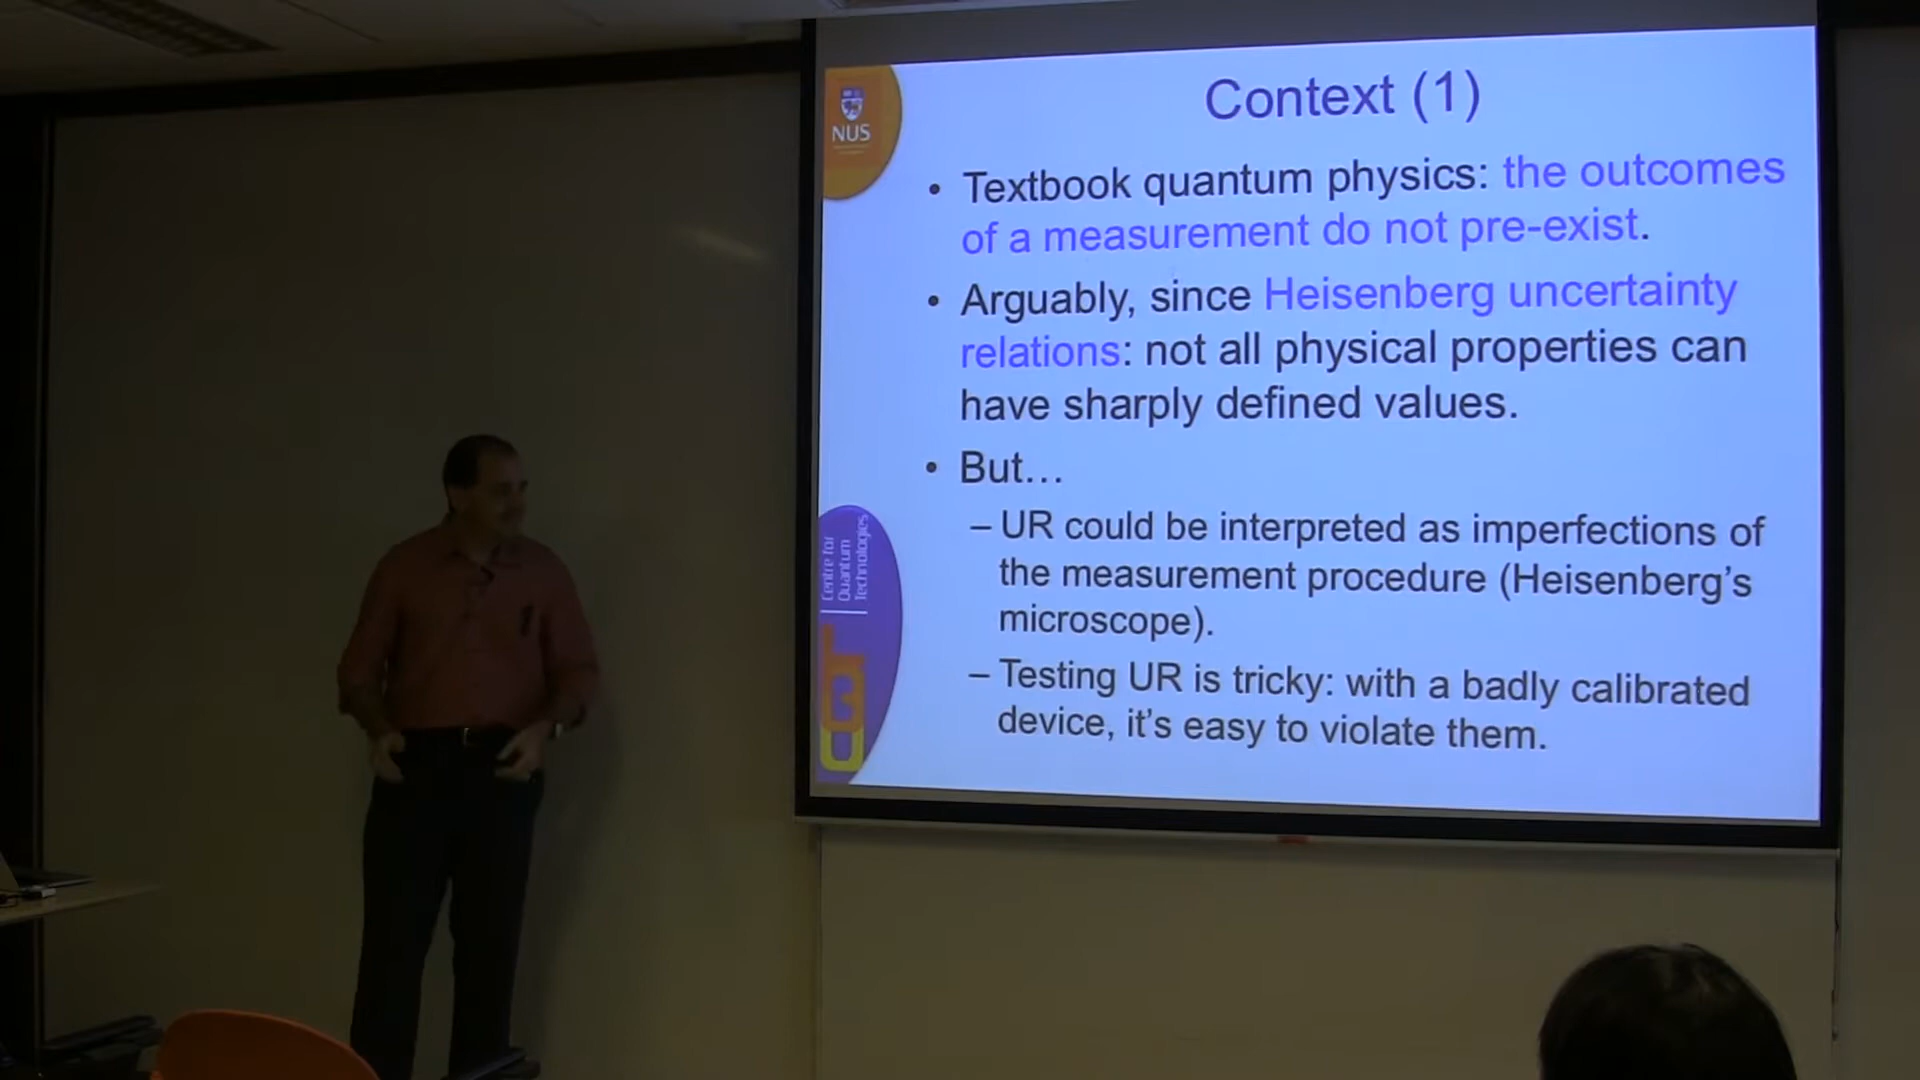 Context (1)
NUS
• Textbook quantum physics: the outcomes
of a measurement do not pre-exist.
• Arguably, since Heisenberg uncertainty
relations: not all physical properties can
have sharply defined values.
• But…
– UR could be interpreted as imperfections of
the measurement procedure (Heisenberg's
microscope).
– Testing UR is tricky: with a badly calibrated
device, it's easy to violate them.
Centre for
Quantum
Technologies